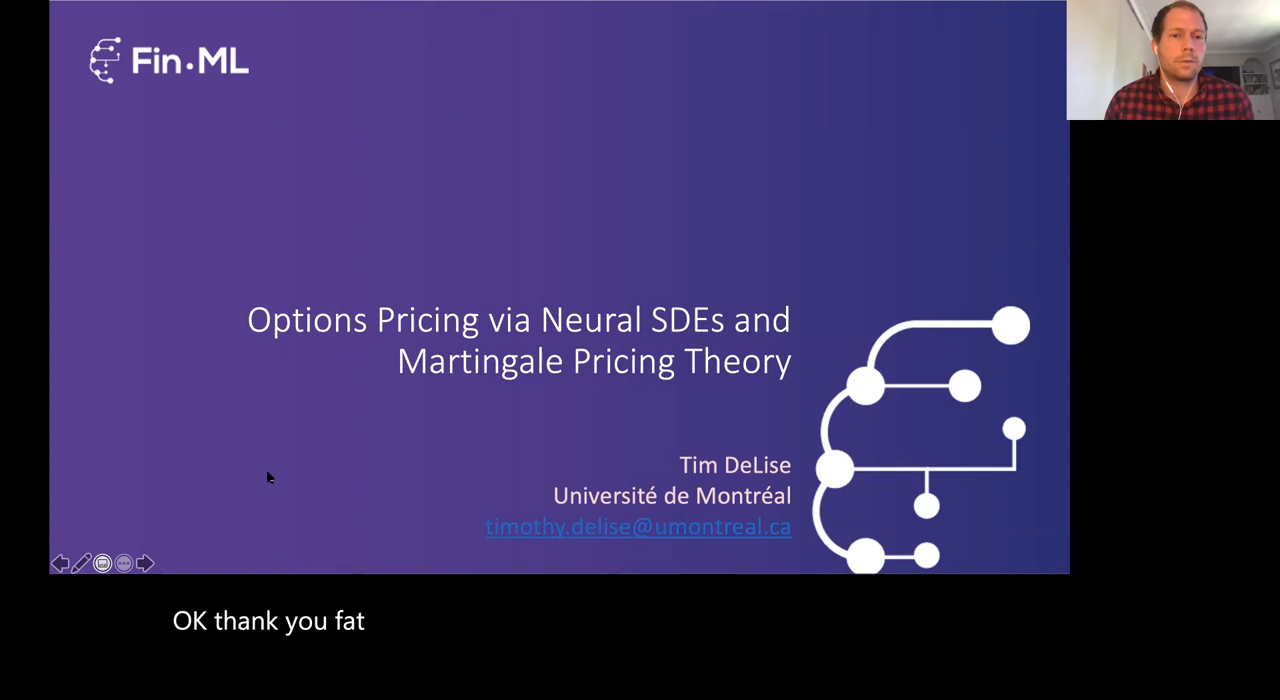 Fin·ML
Options Pricing via Neural SDEs and
Martingale Pricing Theory
Tim DeLise
Université de Montréal
timothy.delise@umontreal.ca
OK thank you fat